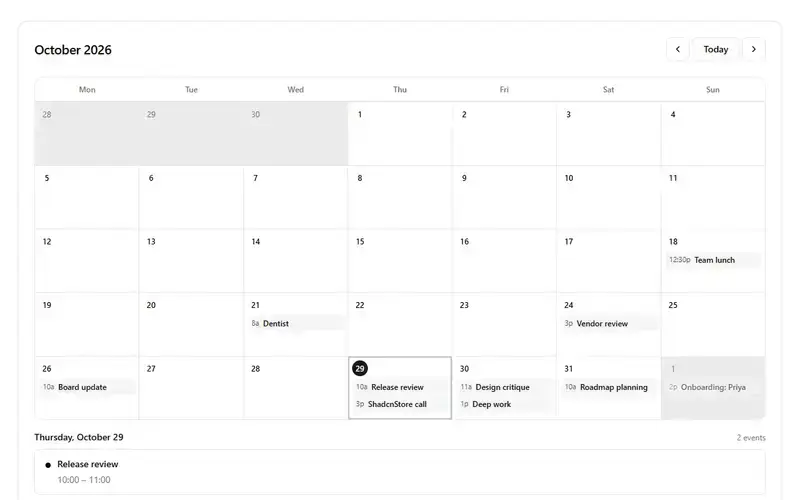 October 2026
Today
Mon Tue Wed Thu Fri Sat Sun
28 29 30 1 2 3 4
5 6 7 8 9 10 11
12 13 14 15 16 17 18
12:30p Team lunch
19 20 21 22 23 24 25
8a Dentist 3p Vendor review
26 27 28 29 30 31 1
10a Board update 10a Release review 11a Design critique 10a Roadmap planning 2p Onboarding: Priya
3p ShadcnStore call 1p Deep work
Thursday, October 29 2 events
Release review
10:00 – 11:00